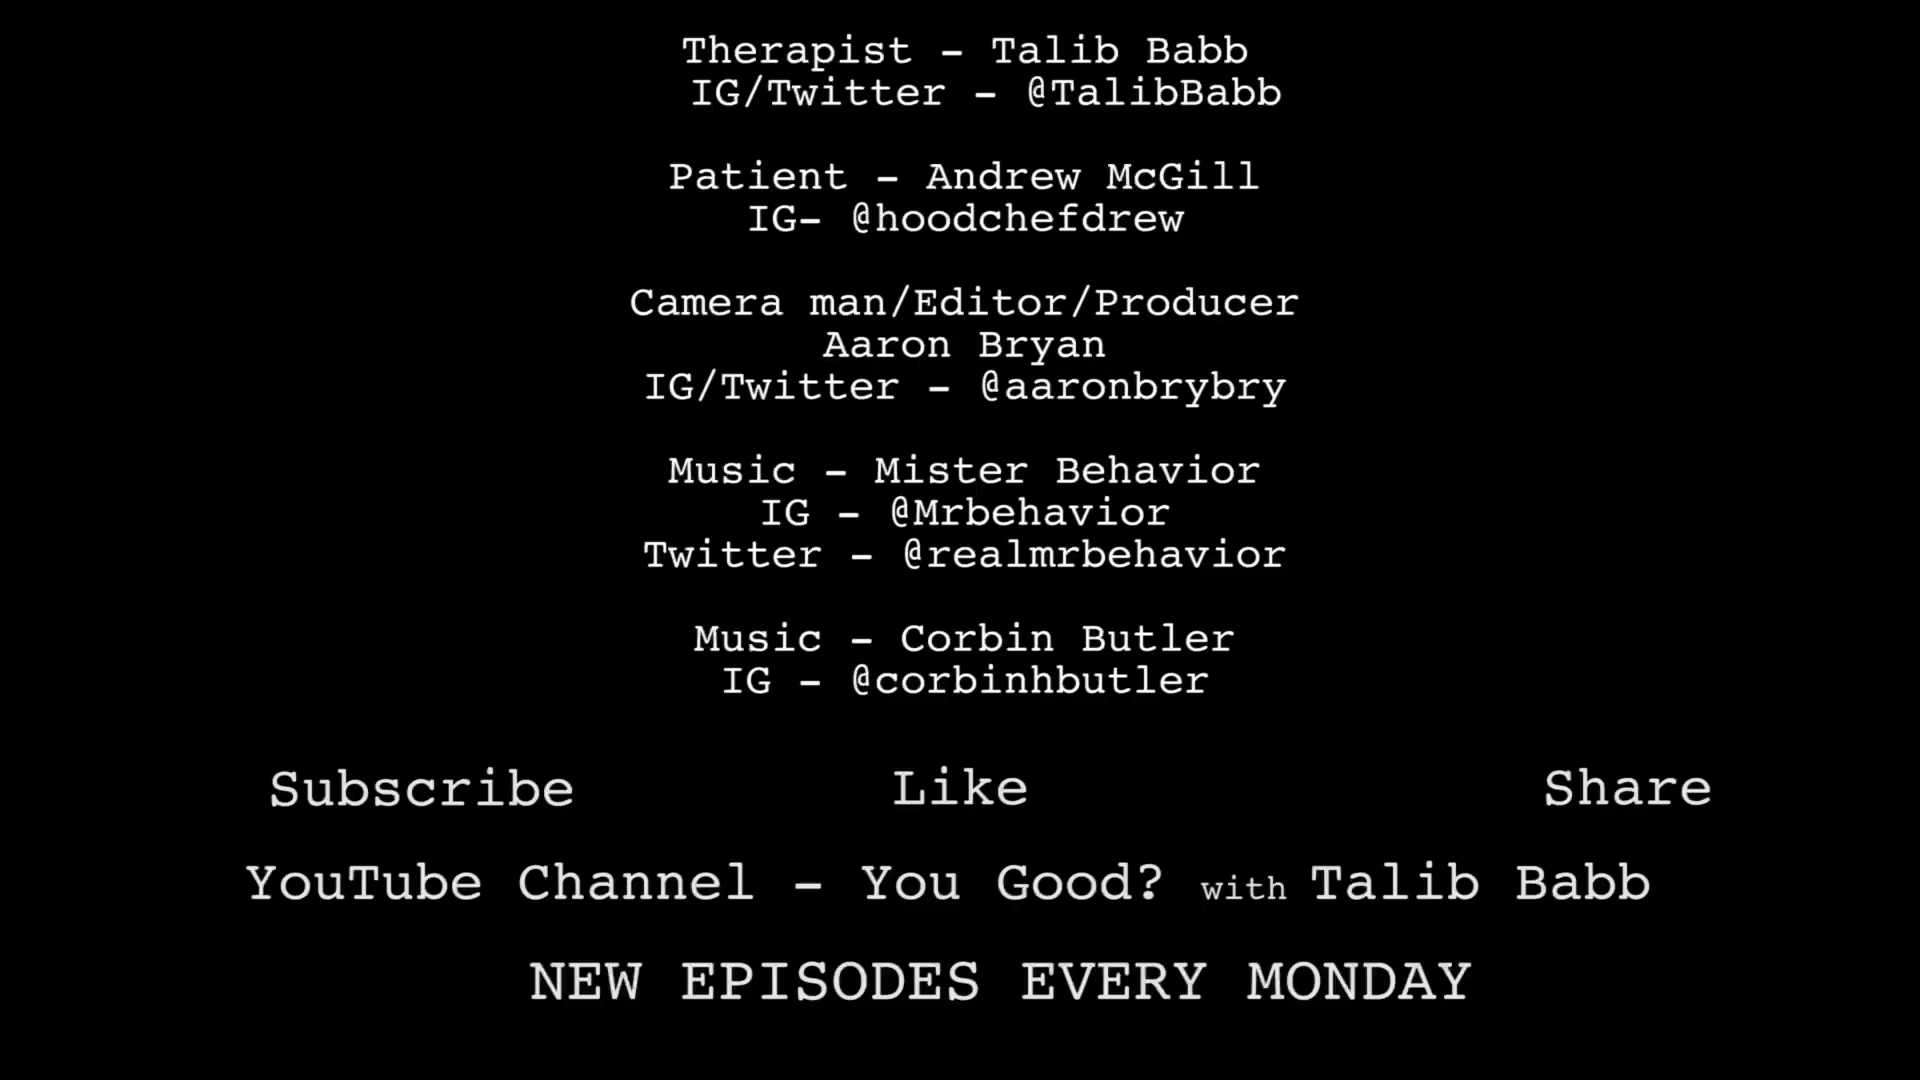 Therapist - Talib Babb
IG/Twitter - @TalibBabb
Patient - Andrew McGill
IG- @hoodchefdrew
Camera man/Editor/Producer
Aaron Bryan
IG/Twitter - @aaronbrybry
Music - Mister Behavior
IG - @Mrbehavior
Twitter - @realmrbehavior
Music - Corbin Butler
IG - @corbinhbutler
Subscribe Like Share
YouTube Channel - You Good? with Talib Babb
NEW EPISODES EVERY MONDAY